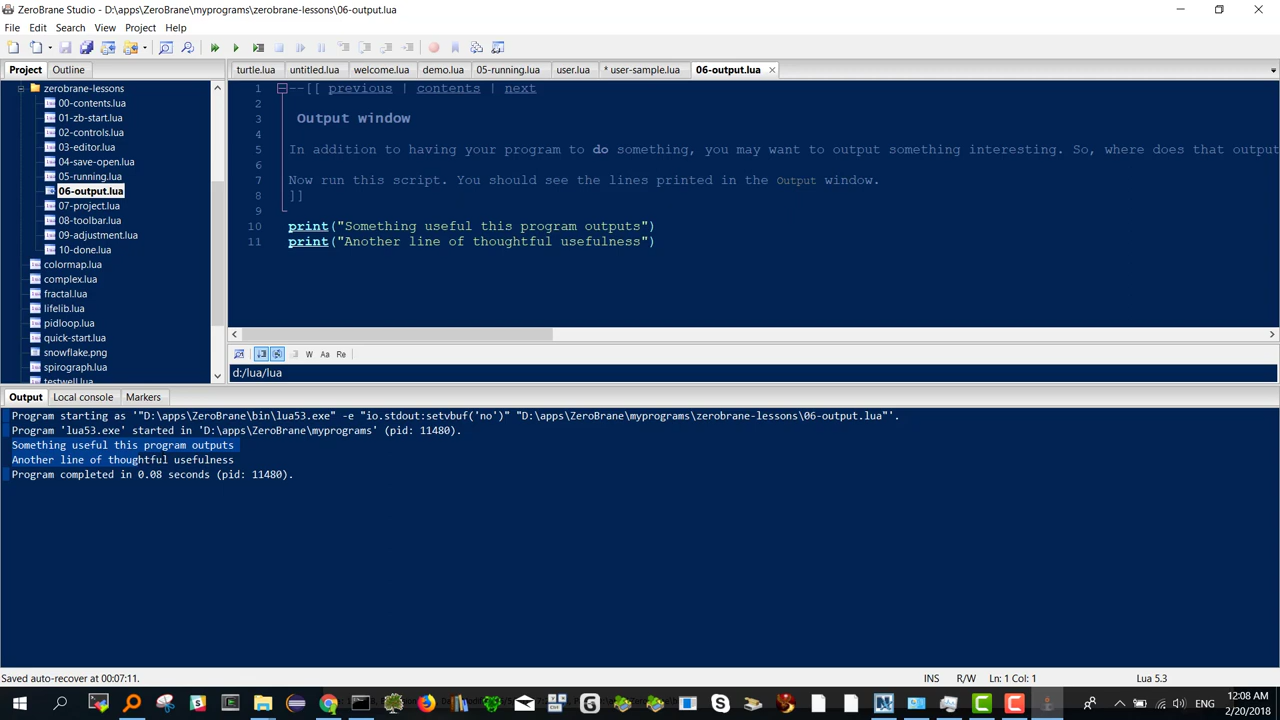 ZeroBrane Studio - D:\apps\ZeroBrane\myprograms\zerobrane-lessons\06-output.lua
File Edit Search View Project Help
Project Outline
turtle.lua untitled.lua welcome.lua demo.lua 05-running.lua user.lua * user-sample.lua 06-output.lua
zerobrane-lessons
00-contents.lua
01-zb-start.lua
02-controls.lua
03-editor.lua
04-save-open.lua
05-running.lua
06-output.lua
07-project.lua
08-toolbar.lua
09-adjustment.lua
10-done.lua
colormap.lua
complex.lua
fractal.lua
lifelib.lua
pidloop.lua
quick-start.lua
snowflake.png
spirograph.lua
testwell.lua
1 --[[ previous | contents | next
2
3 Output window
4
5 In addition to having your program to do something, you may want to output something interesting. So, where does that output
6
7 Now run this script. You should see the lines printed in the Output window.
8 ]]
9
10 print("Something useful this program outputs")
11 print("Another line of thoughtful usefulness")
W Aa Re
d:/lua/lua
Output Local console Markers
Program starting as '"D:\apps\ZeroBrane\bin\lua53.exe" -e "io.stdout:setvbuf('no')" "D:\apps\ZeroBrane\myprograms\zerobrane-lessons\06-output.lua"'.
Program 'lua53.exe' started in 'D:\apps\ZeroBrane\myprograms' (pid: 11480).
Something useful this program outputs
Another line of thoughtful usefulness
Program completed in 0.08 seconds (pid: 11480).
Saved auto-recover at 00:07:11.
INS R/W Ln: 1 Col: 1 Lua 5.3
ENG
12:08 AM
2/20/2018